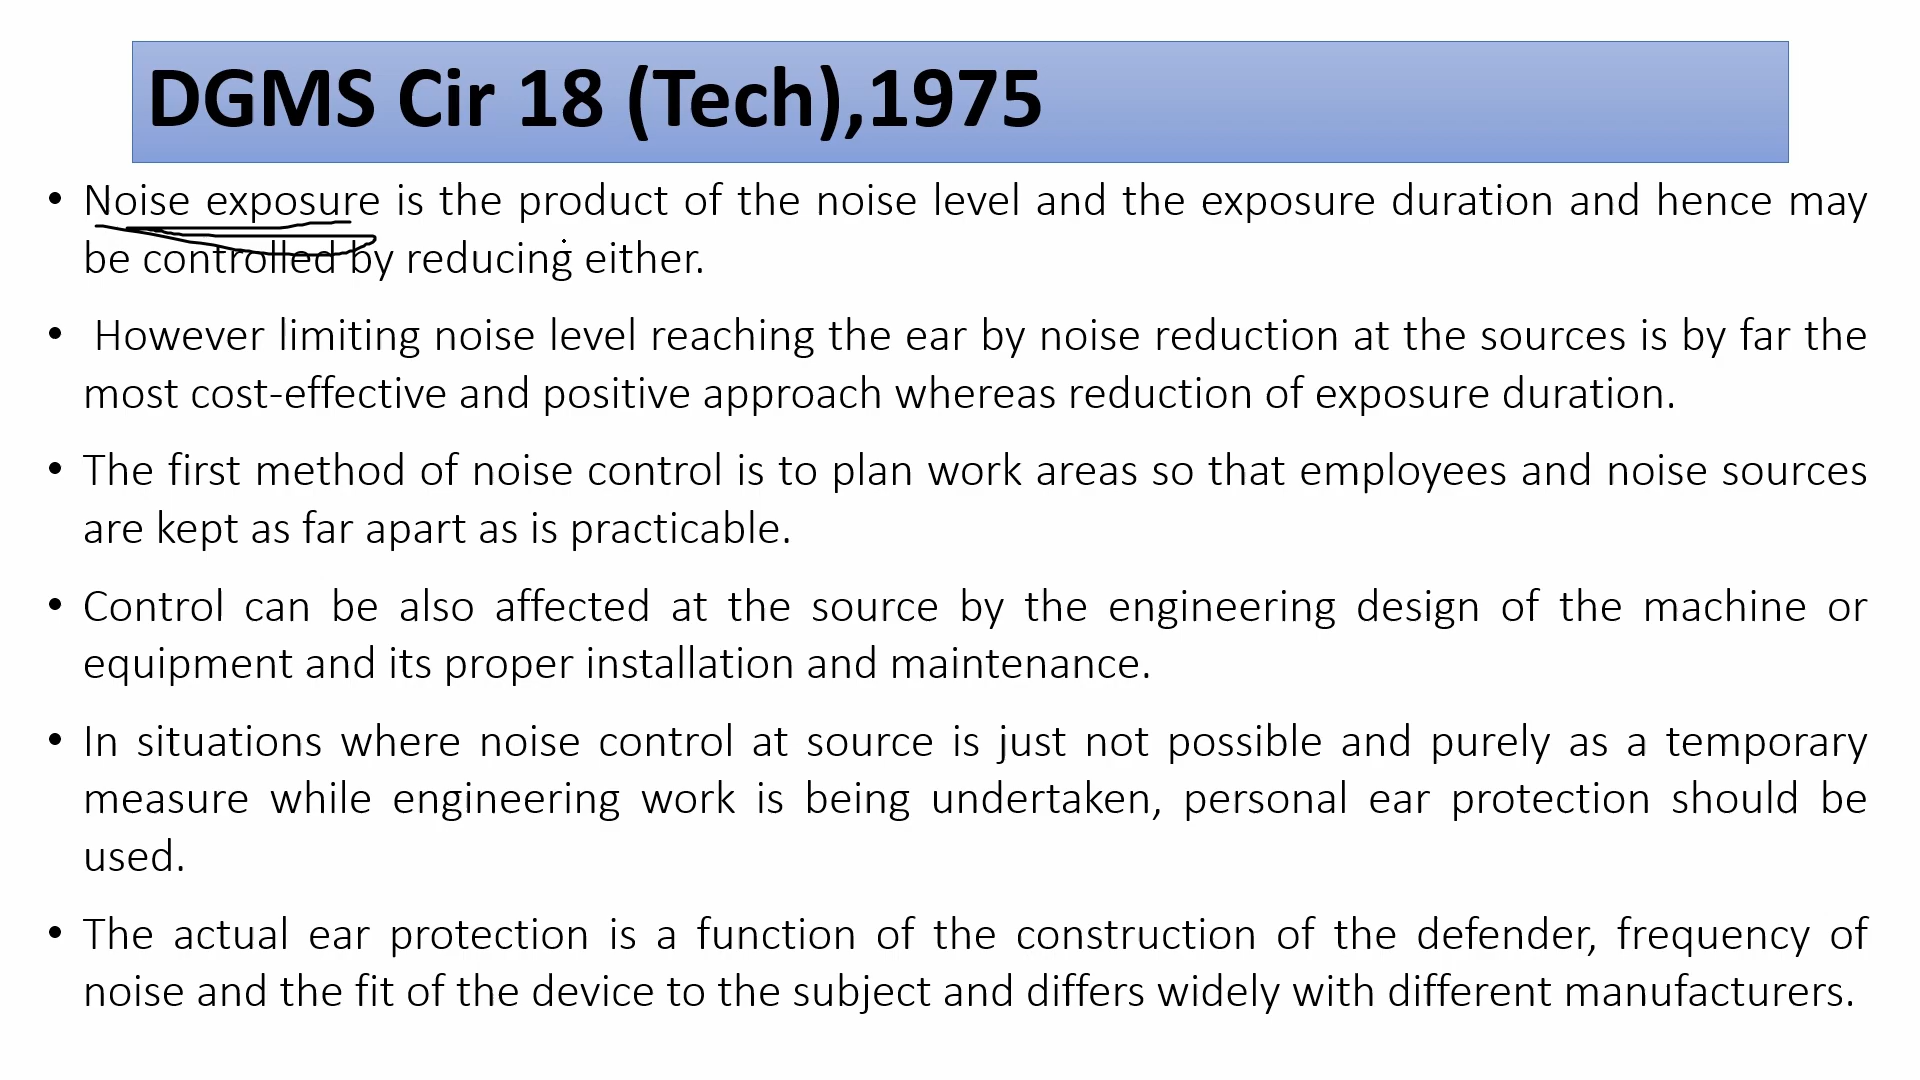 DGMS Cir 18 (Tech),1975
• Noise exposure is the product of the noise level and the exposure duration and hence may
be controlled by reducing either.
• However limiting noise level reaching the ear by noise reduction at the sources is by far the
most cost-effective and positive approach whereas reduction of exposure duration.
• The first method of noise control is to plan work areas so that employees and noise sources
are kept as far apart as is practicable.
• Control can be also affected at the source by the engineering design of the machine or
equipment and its proper installation and maintenance.
• In situations where noise control at source is just not possible and purely as a temporary
measure while engineering work is being undertaken, personal ear protection should be
used.
• The actual ear protection is a function of the construction of the defender, frequency of
noise and the fit of the device to the subject and differs widely with different manufacturers.